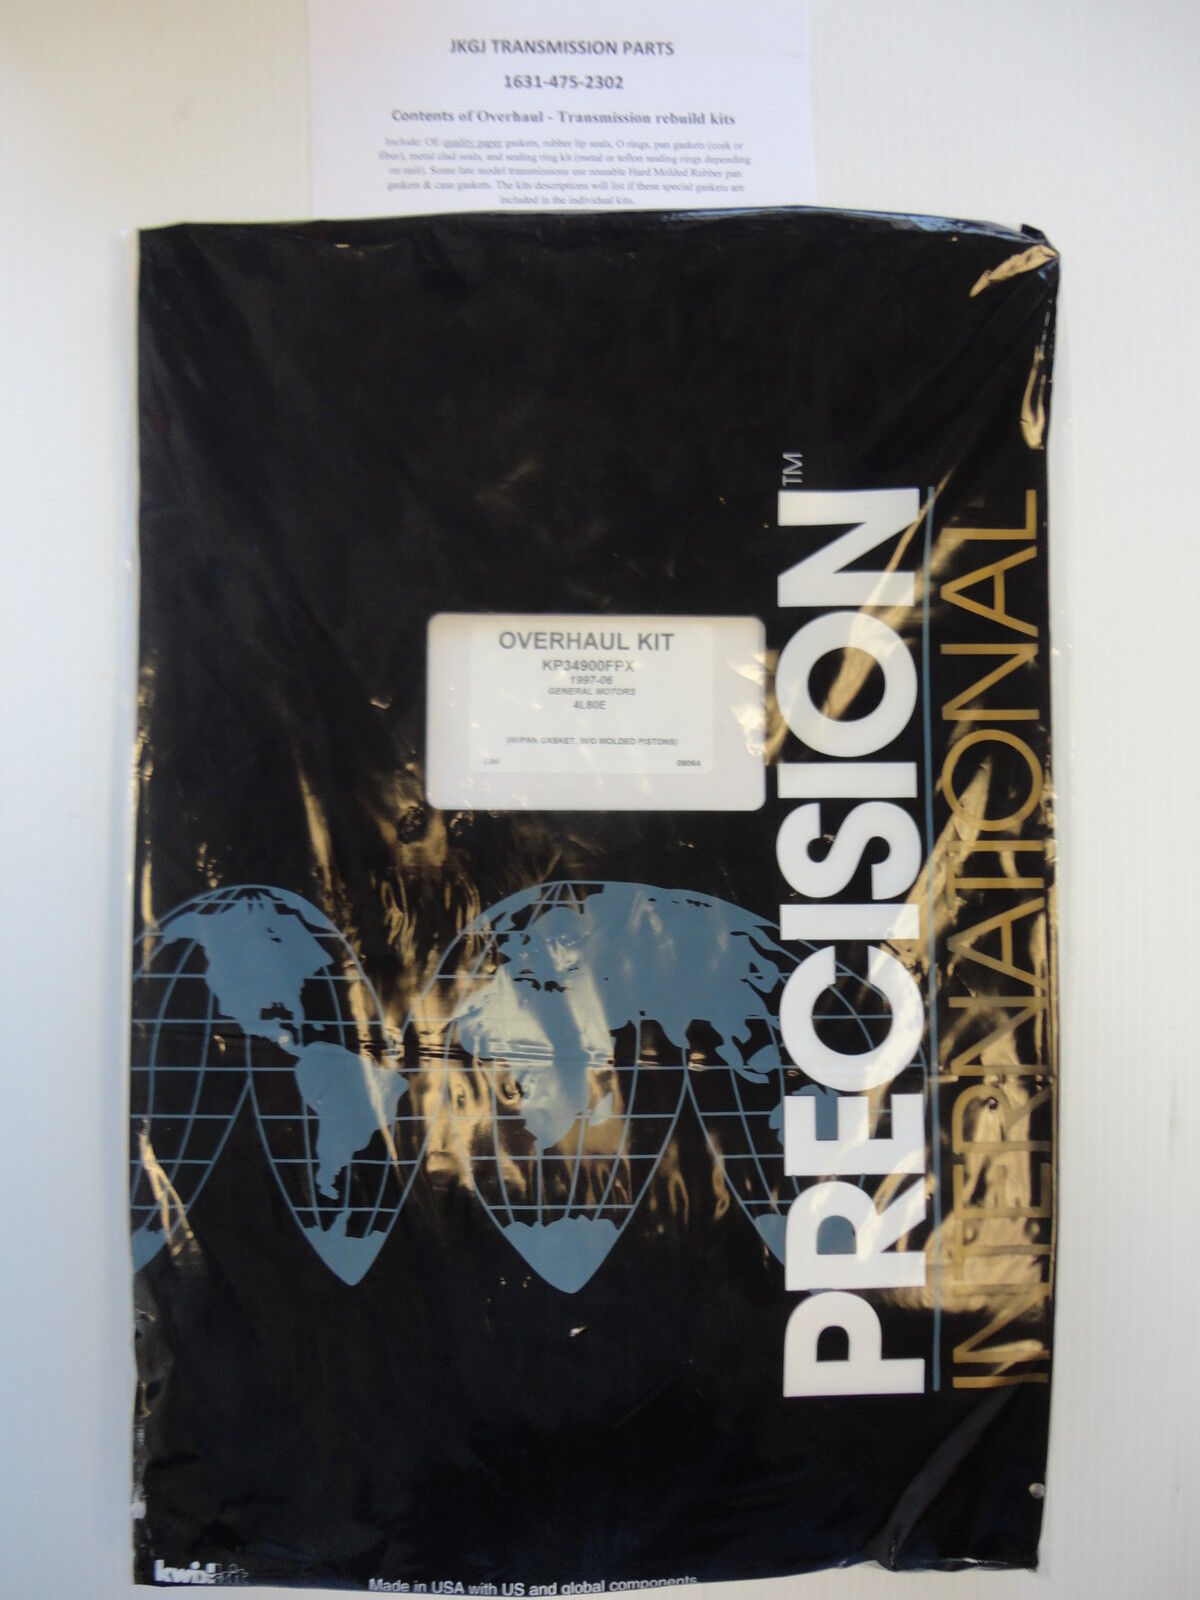 JKGJ TRANSMISSION PARTS
1631-475-2302
Contents of Overhaul - Transmission rebuild kits
Include: OE quality paper gaskets, rubber lip seals, O rings, pan gaskets (cork or
fiber), metal clad seals, and sealing ring kit (metal or teflon sealing rings depending
on unit). Some late model transmissions use reusable Hard Molded Rubber pan
gaskets & case gaskets. The kits descriptions will list if these special gaskets are
included in the individual kits.
OVERHAUL KIT
KP34900FPX
1997-06
GENERAL MOTORS
4L80E
(W/PAN GASKET, W/O MOLDED PISTONS)
09064
PRECISION™
INTERNATIONAL
Made in USA with US and global components